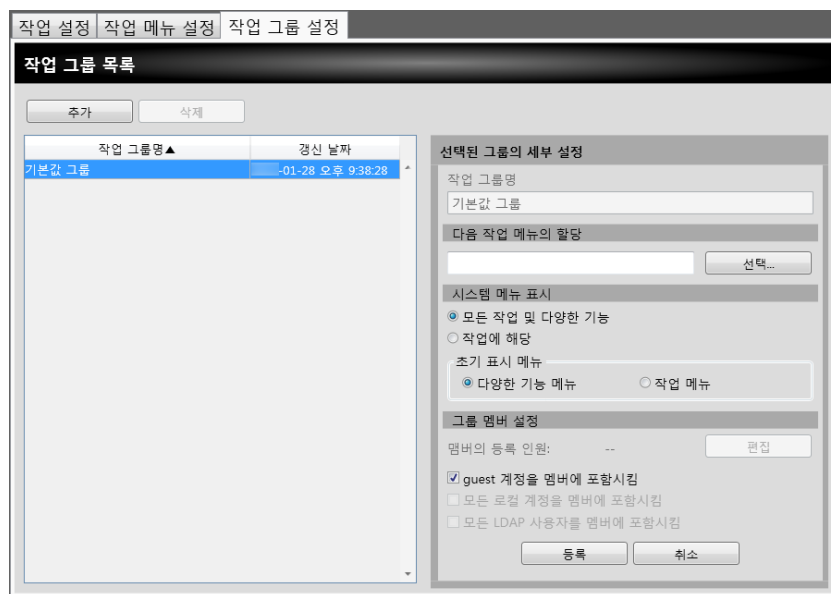 작업 설정 작업 메뉴 설정 작업 그룹 설정
작업 그룹 목록
추가 삭제
작업 그룹명▲ 갱신 날짜
기본값 그룹 -01-28 오후 9:38:28
선택된 그룹의 세부 설정
작업 그룹명
기본값 그룹
다음 작업 메뉴의 할당
선택...
시스템 메뉴 표시
모든 작업 및 다양한 기능
작업에 해당
초기 표시 메뉴
다양한 기능 메뉴 작업 메뉴
그룹 멤버 설정
맴버의 등록 인원: -- 편집
guest 계정을 멤버에 포함시킴
모든 로컬 계정을 멤버에 포함시킴
모든 LDAP 사용자를 멤버에 포함시킴
등록 취소